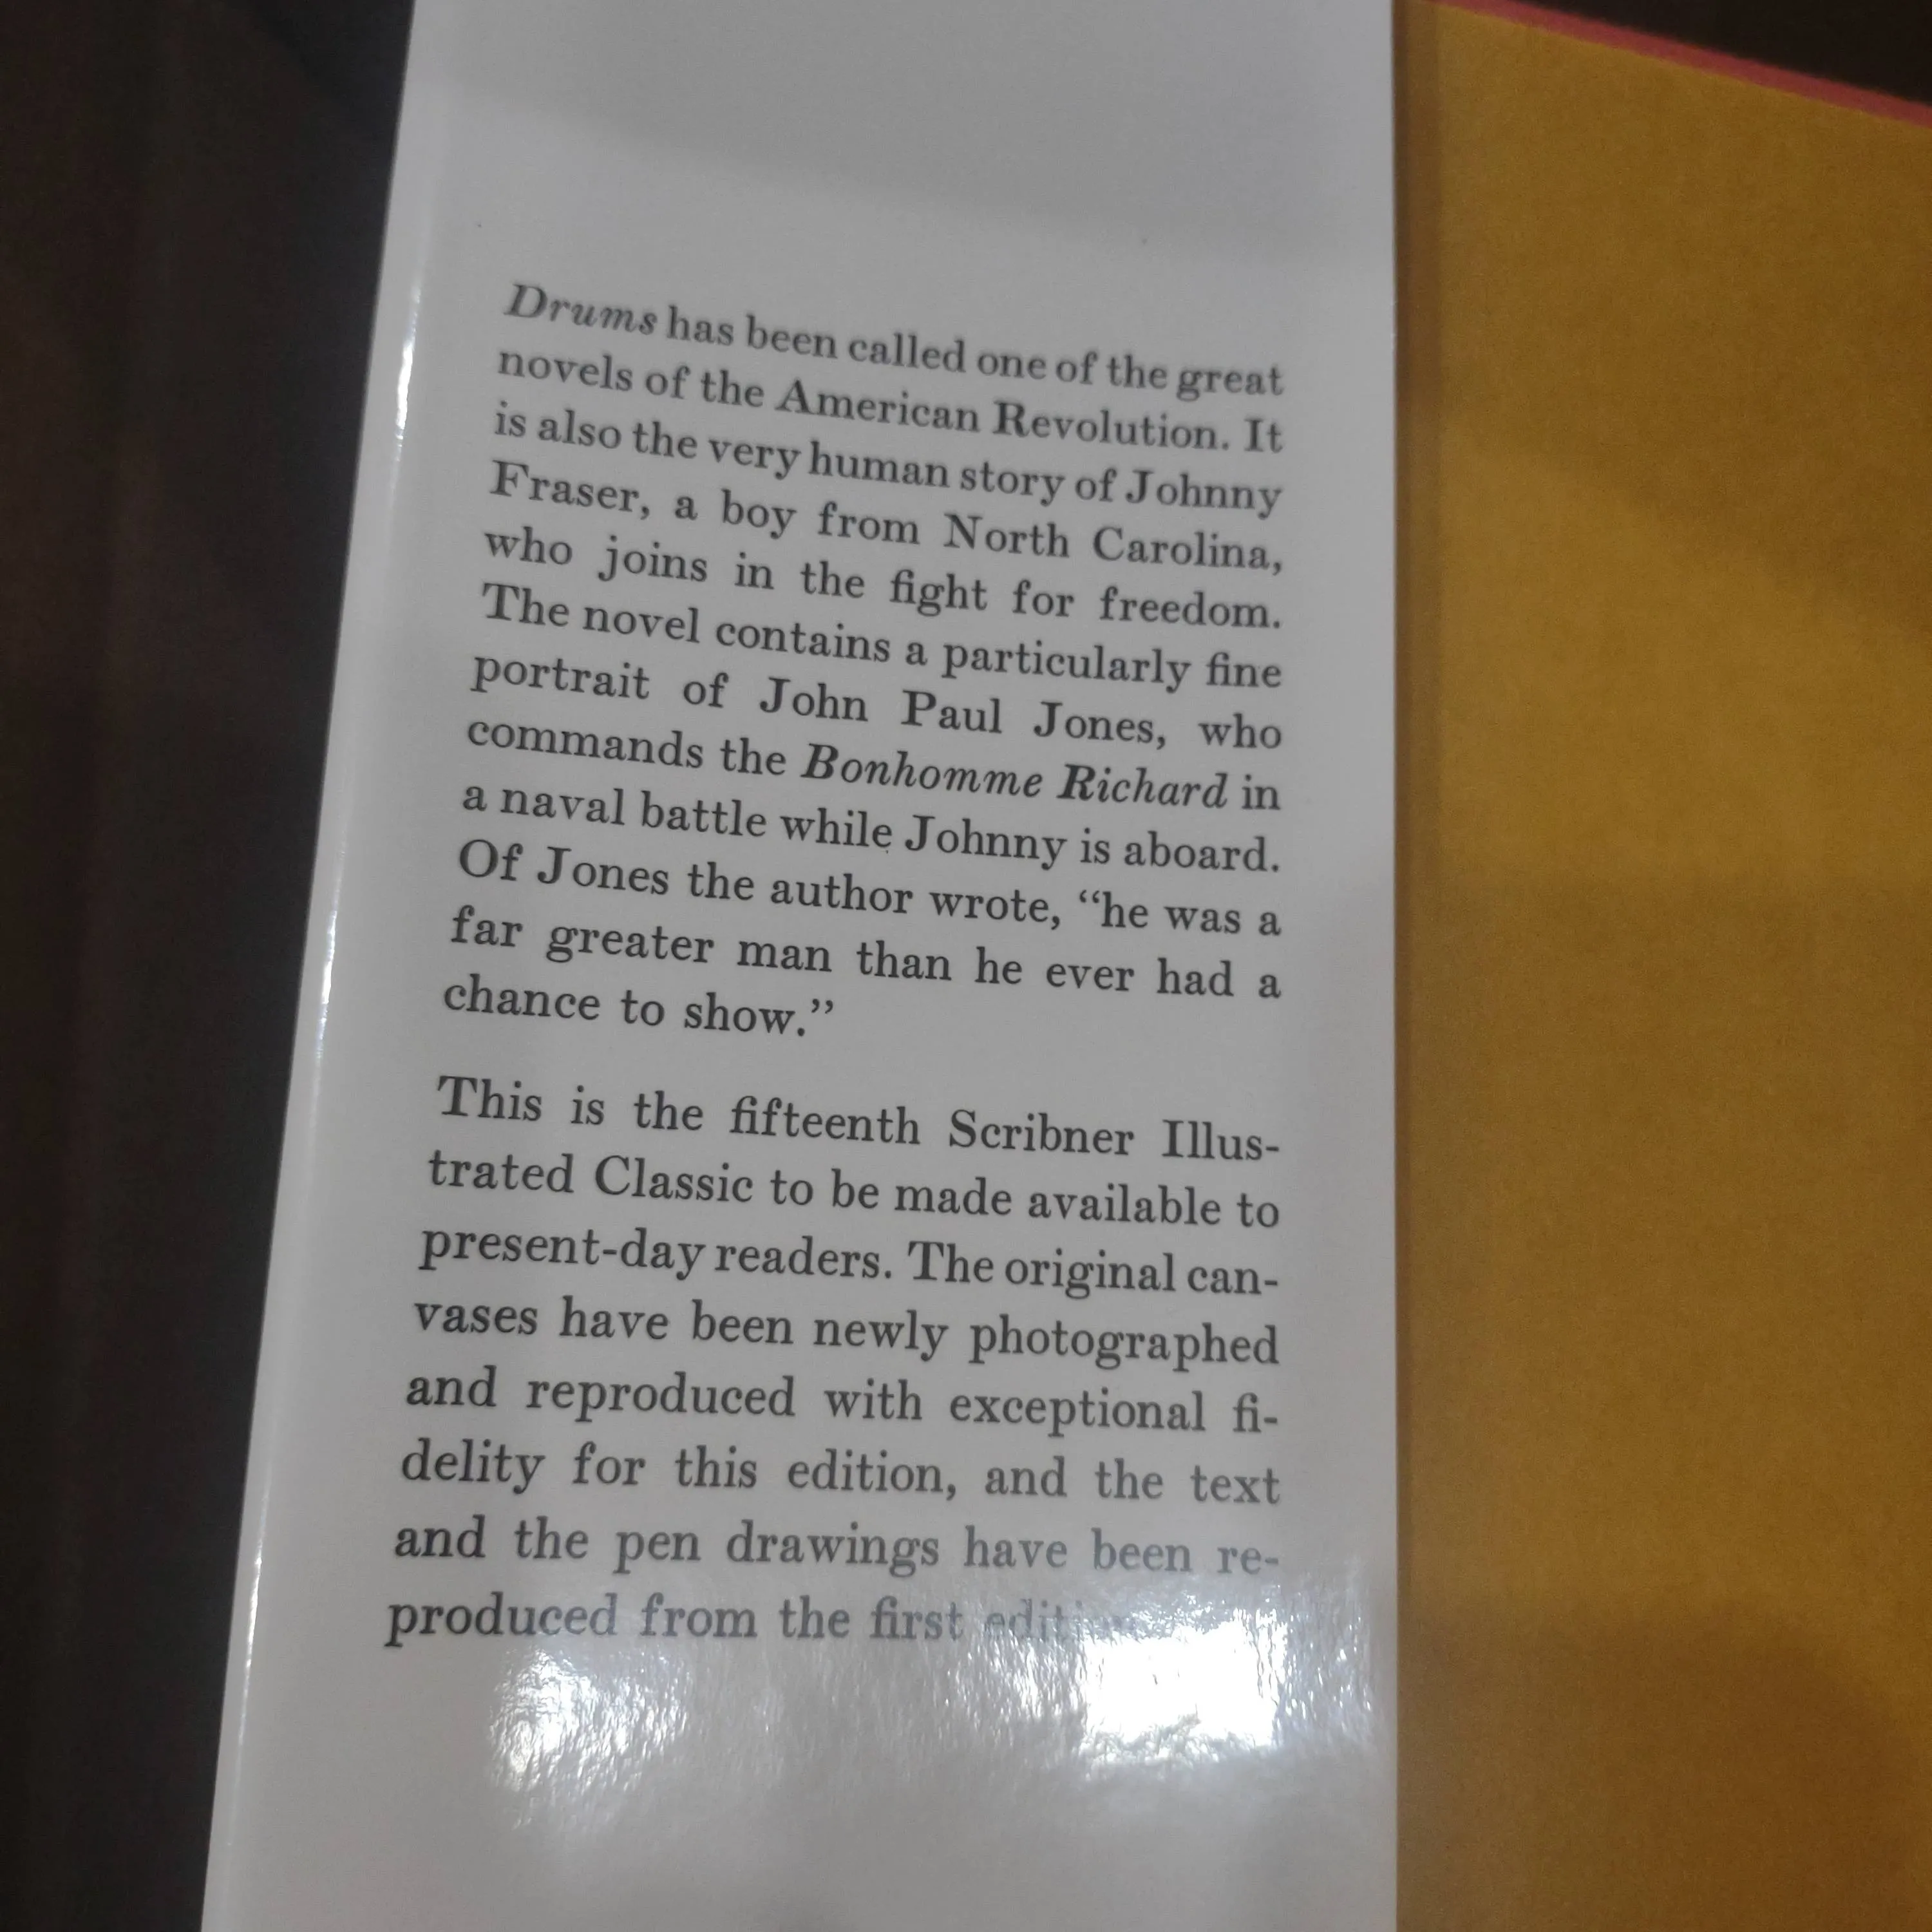 Drums has been called one of the great
novels of the American Revolution. It
is also the very human story of Johnny
Fraser, a boy from North Carolina,
who joins in the fight for freedom.
The novel contains a particularly fine
portrait of John Paul Jones, who
commands the Bonhomme Richard in
a naval battle while Johnny is aboard.
Of Jones the author wrote, “he was a
far greater man than he ever had a
chance to show.”
This is the fifteenth Scribner Illus-
trated Classic to be made available to
present-day readers. The original can-
vases have been newly photographed
and reproduced with exceptional fi-
delity for this edition, and the text
and the pen drawings have been re-
produced from the first